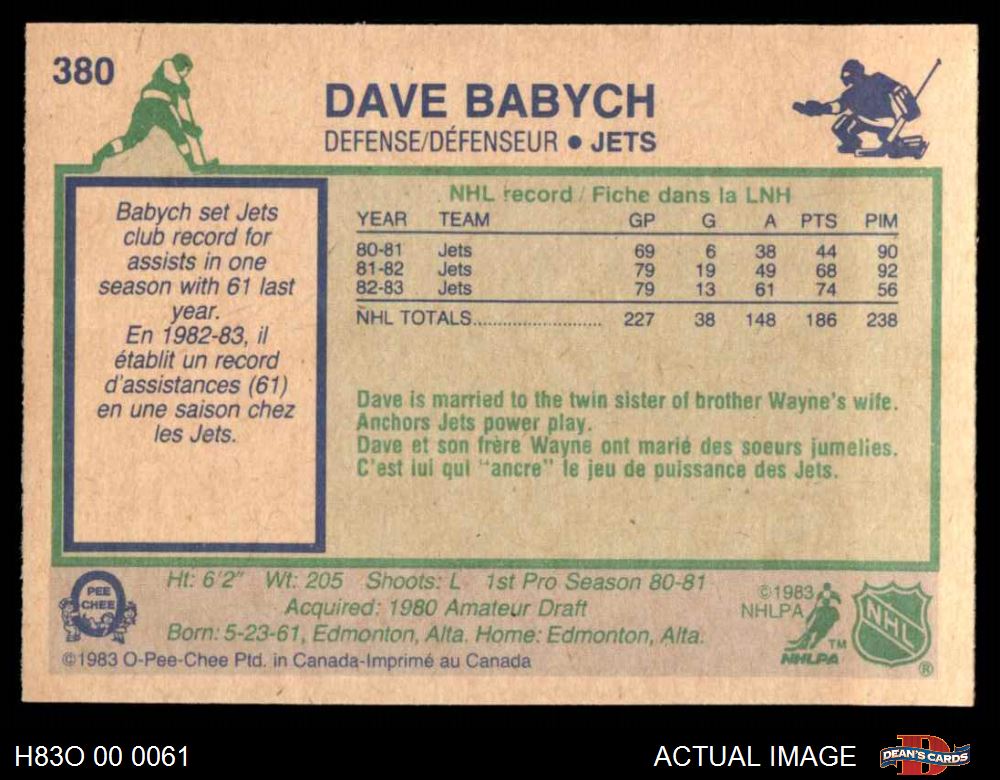 380
DAVE BABYCH
DEFENSE/DÉFENSEUR ● JETS
Babych set Jets
club record for
assists in one
season with 61 last
year.
En 1982-83, il
établit un record
d'assistances (61)
en une saison chez
les Jets.
NHL record / Fiche dans la LNH
YEAR TEAM GP G A PTS PIM
80-81 Jets 69 6 38 44 90
81-82 Jets 79 19 49 68 92
82-83 Jets 79 13 61 74 56
NHL TOTALS.......................... 227 38 148 186 238
Dave is married to the twin sister of brother Wayne's wife.
Anchors Jets power play.
Dave et son frère Wayne ont marié des soeurs jumelies.
C'est lui qui "ancre" le jeu de puissance des Jets.
PEE
CHEE
Ht: 6'2" Wt: 205 Shoots: L 1st Pro Season 80-81
Acquired: 1980 Amateur Draft
Born: 5-23-61, Edmonton, Alta. Home: Edmonton, Alta.
©1983 O-Pee-Chee Ptd. in Canada-Imprimé au Canada
©1983
NHLPA
TM
NHLPA
NHL
®
H83O 00 0061
ACTUAL IMAGE
DEAN'S CARDS